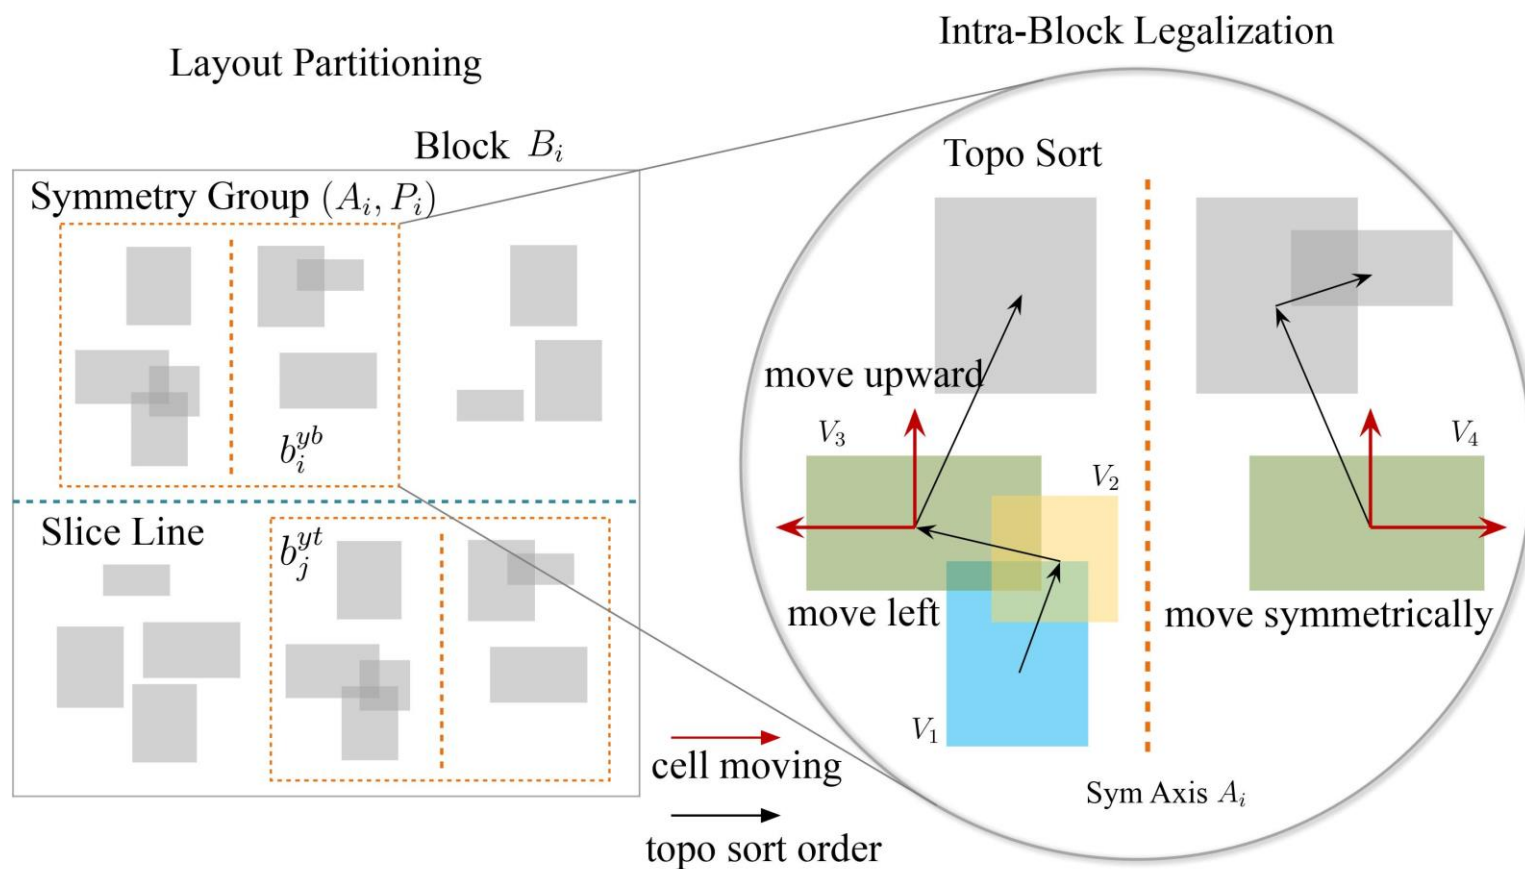 Layout Partitioning
Block $B_i$
Symmetry Group $(A_i, P_i)$
$b_i^{yb}$
Slice Line
$b_j^{yt}$
cell moving
topo sort order
Intra-Block Legalization
Topo Sort
move upward
$V_3$
$V_4$
$V_2$
move left
move symmetrically
$V_1$
Sym Axis $A_i$